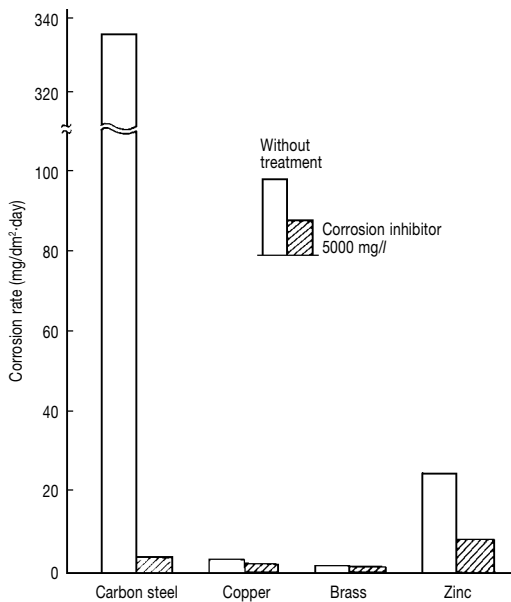 340
320
100
80
60
40
20
0
Corrosion rate (mg/dm²·day)
Without
treatment
Corrosion inhibitor
5000 mg/l
Carbon steel
Copper
Brass
Zinc